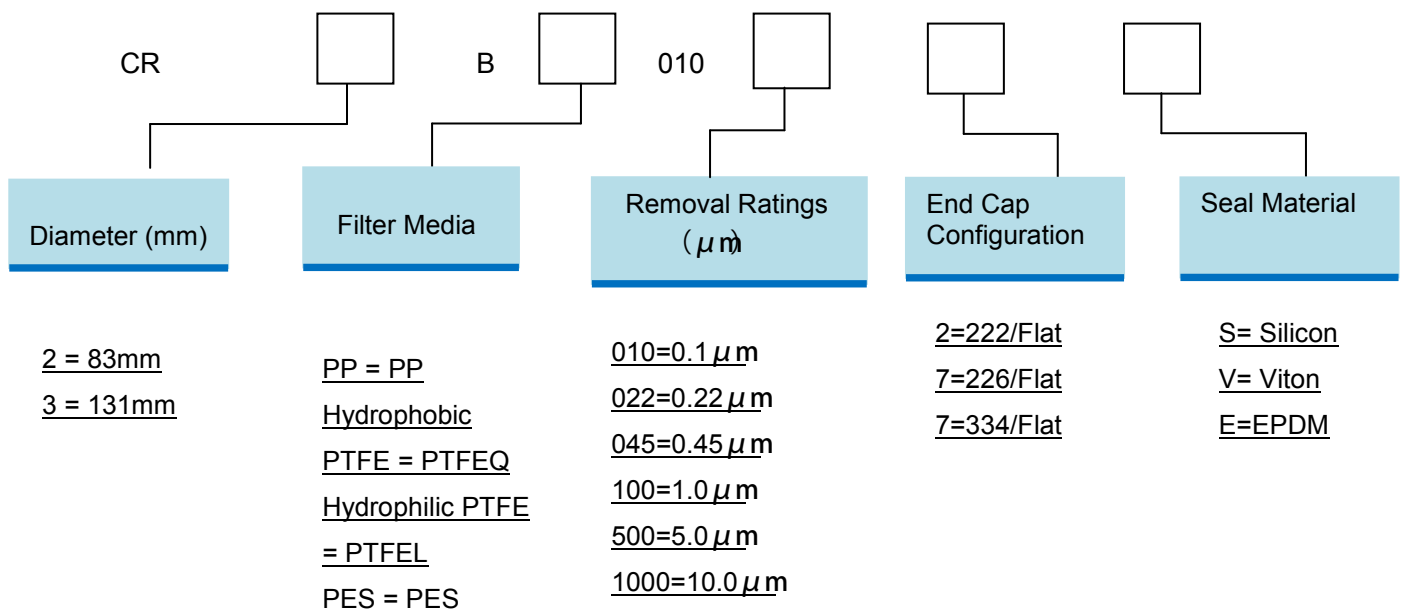 CR B 010
Diameter (mm)
2 = 83mm
3 = 131mm
Filter Media
PP = PP
Hydrophobic
PTFE = PTFEQ
Hydrophilic PTFE
= PTFEL
PES = PES
Removal Ratings
（μm）
010=0.1μm
022=0.22μm
045=0.45μm
100=1.0μm
500=5.0μm
1000=10.0μm
End Cap
Configuration
2=222/Flat
7=226/Flat
7=334/Flat
Seal Material
S= Silicon
V= Viton
E=EPDM